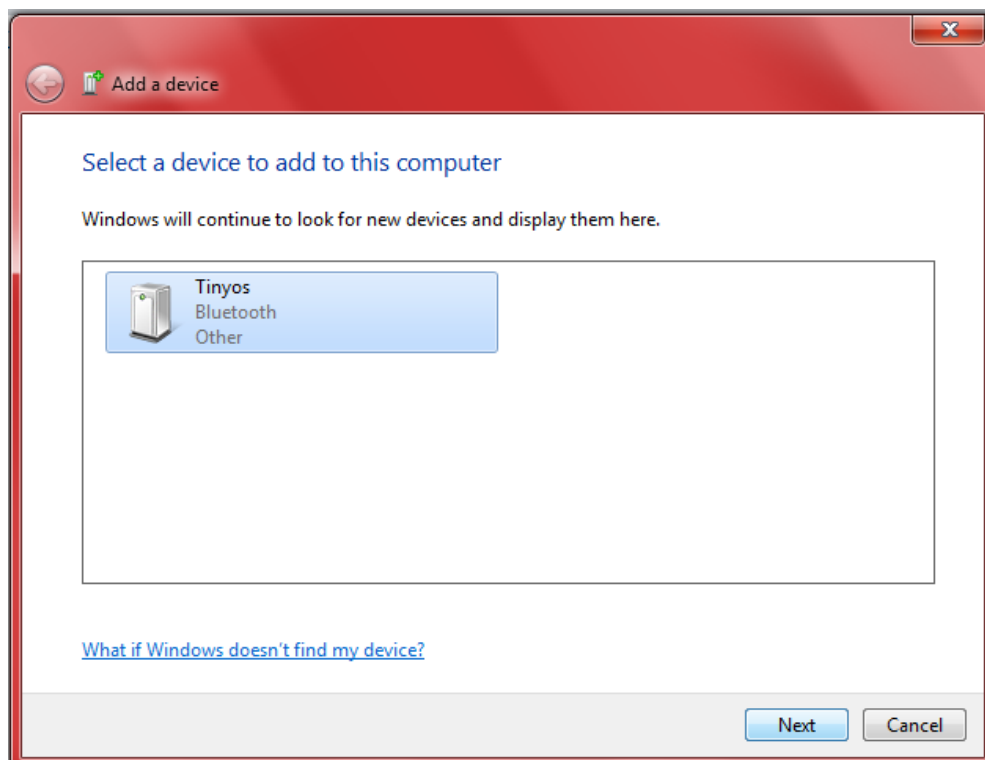 Add a device
Select a device to add to this computer
Windows will continue to look for new devices and display them here.
Tinyos
Bluetooth
Other
What if Windows doesn't find my device?
Next Cancel